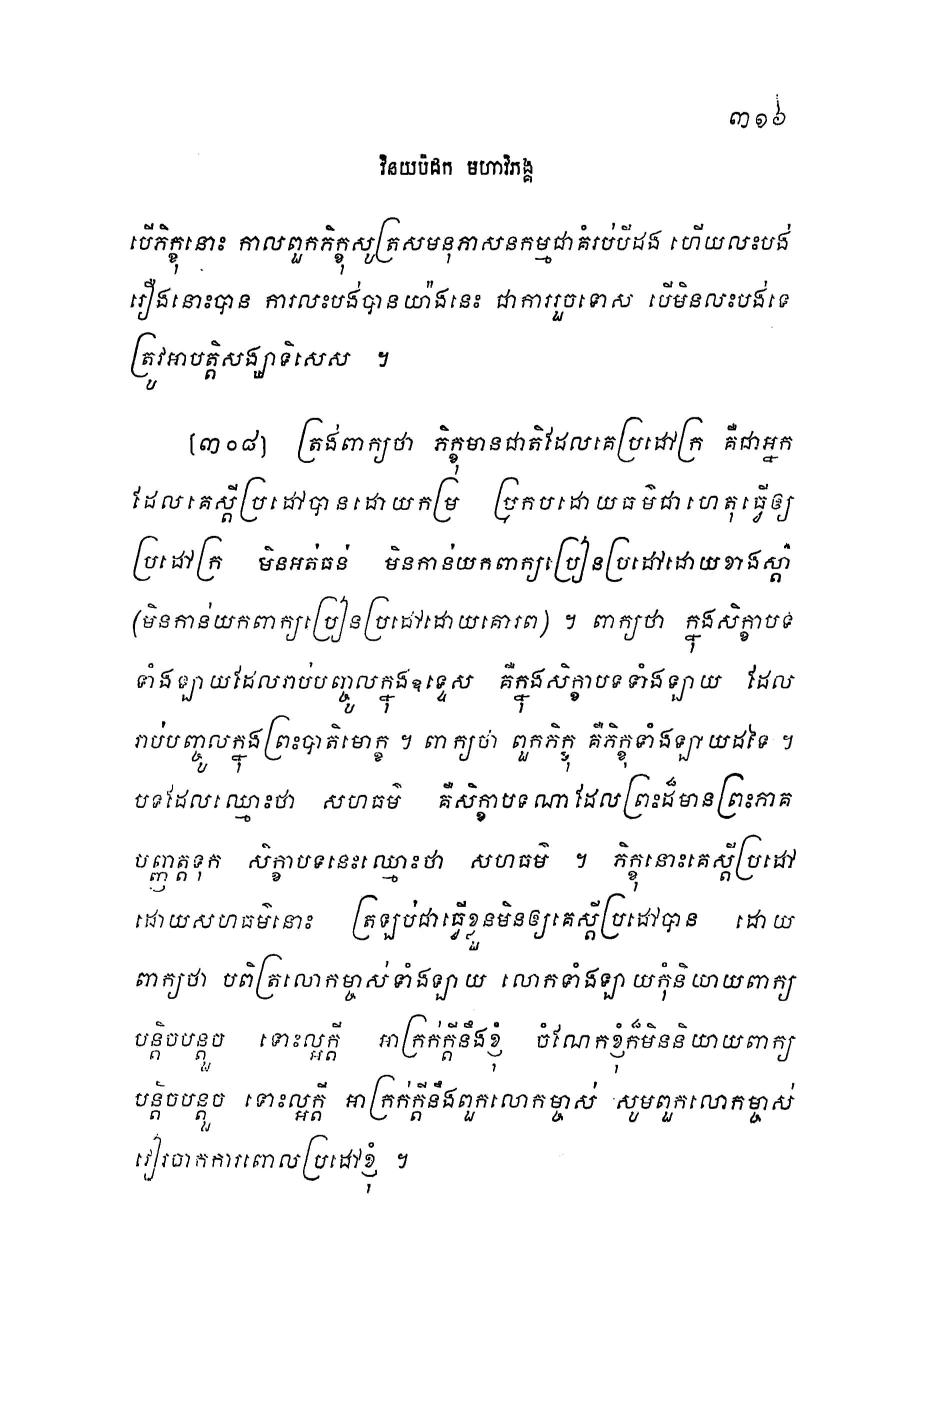 ៣១៦
វិនយបិដក មហាវិភង្គ
បើភិក្ខុនោះ កាលពួកភិក្ខុសូត្រសមនុភាសនកម្មជាគំរប់បីដង ហើយលះបង់
រឿងនោះបាន ការលះបង់បានយ៉ាងនេះ ជាការរួចទោស បើមិនលះបង់ទេ
ត្រូវអាបត្តិសង្ឃាទិសេស ។
(៣០៨) ត្រង់ពាក្យថា ភិក្ខុមានជាតិដែលគេប្រដៅក្រ គឺជាអ្នក
ដែលគេស្តីប្រដៅបានដោយកម្រ ប្រកបដោយធម៌ជាហេតុធ្វើឲ្យ
ប្រដៅក្រ មិនអត់ធន់ មិនកាន់យកពាក្យប្រៀនប្រដៅដោយខាងស្តាំ
(មិនកាន់យកពាក្យប្រៀនប្រដៅដោយគោរព) ។ ពាក្យថា ក្នុងសិក្ខាបទ
ទាំងឡាយដែលរាប់បញ្ចូលក្នុងឧទ្ទេស គឺក្នុងសិក្ខាបទទាំងឡាយ ដែល
រាប់បញ្ចូលក្នុងព្រះបាតិមោក្ខ ។ ពាក្យថា ពួកភិក្ខុ គឺភិក្ខុទាំងឡាយដទៃ ។
បទដែលឈ្មោះថា សហធម៌ គឺសិក្ខាបទណាដែលព្រះដ៏មានព្រះភាគ
បញ្ញត្តទុក សិក្ខាបទនេះឈ្មោះថា សហធម៌ ។ ភិក្ខុនោះគេស្តីប្រដៅ
ដោយសហធម៌នោះ ត្រឡប់ជាធ្វើខ្លួនមិនឲ្យគេស្តីប្រដៅបាន ដោយ
ពាក្យថា បពិត្រលោកម្ចាស់ទាំងឡាយ លោកទាំងឡាយកុំនិយាយពាក្យ
បន្តិចបន្តួច ទោះល្អក្តី អាក្រក់ក្តីនឹងខ្ញុំ ចំណែកខ្ញុំក៏មិននិយាយពាក្យ
បន្តិចបន្តួច ទោះល្អក្តី អាក្រក់ក្តីនឹងពួកលោកម្ចាស់ សូមពួកលោកម្ចាស់
វៀរចាកការពោលប្រដៅខ្ញុំ ។